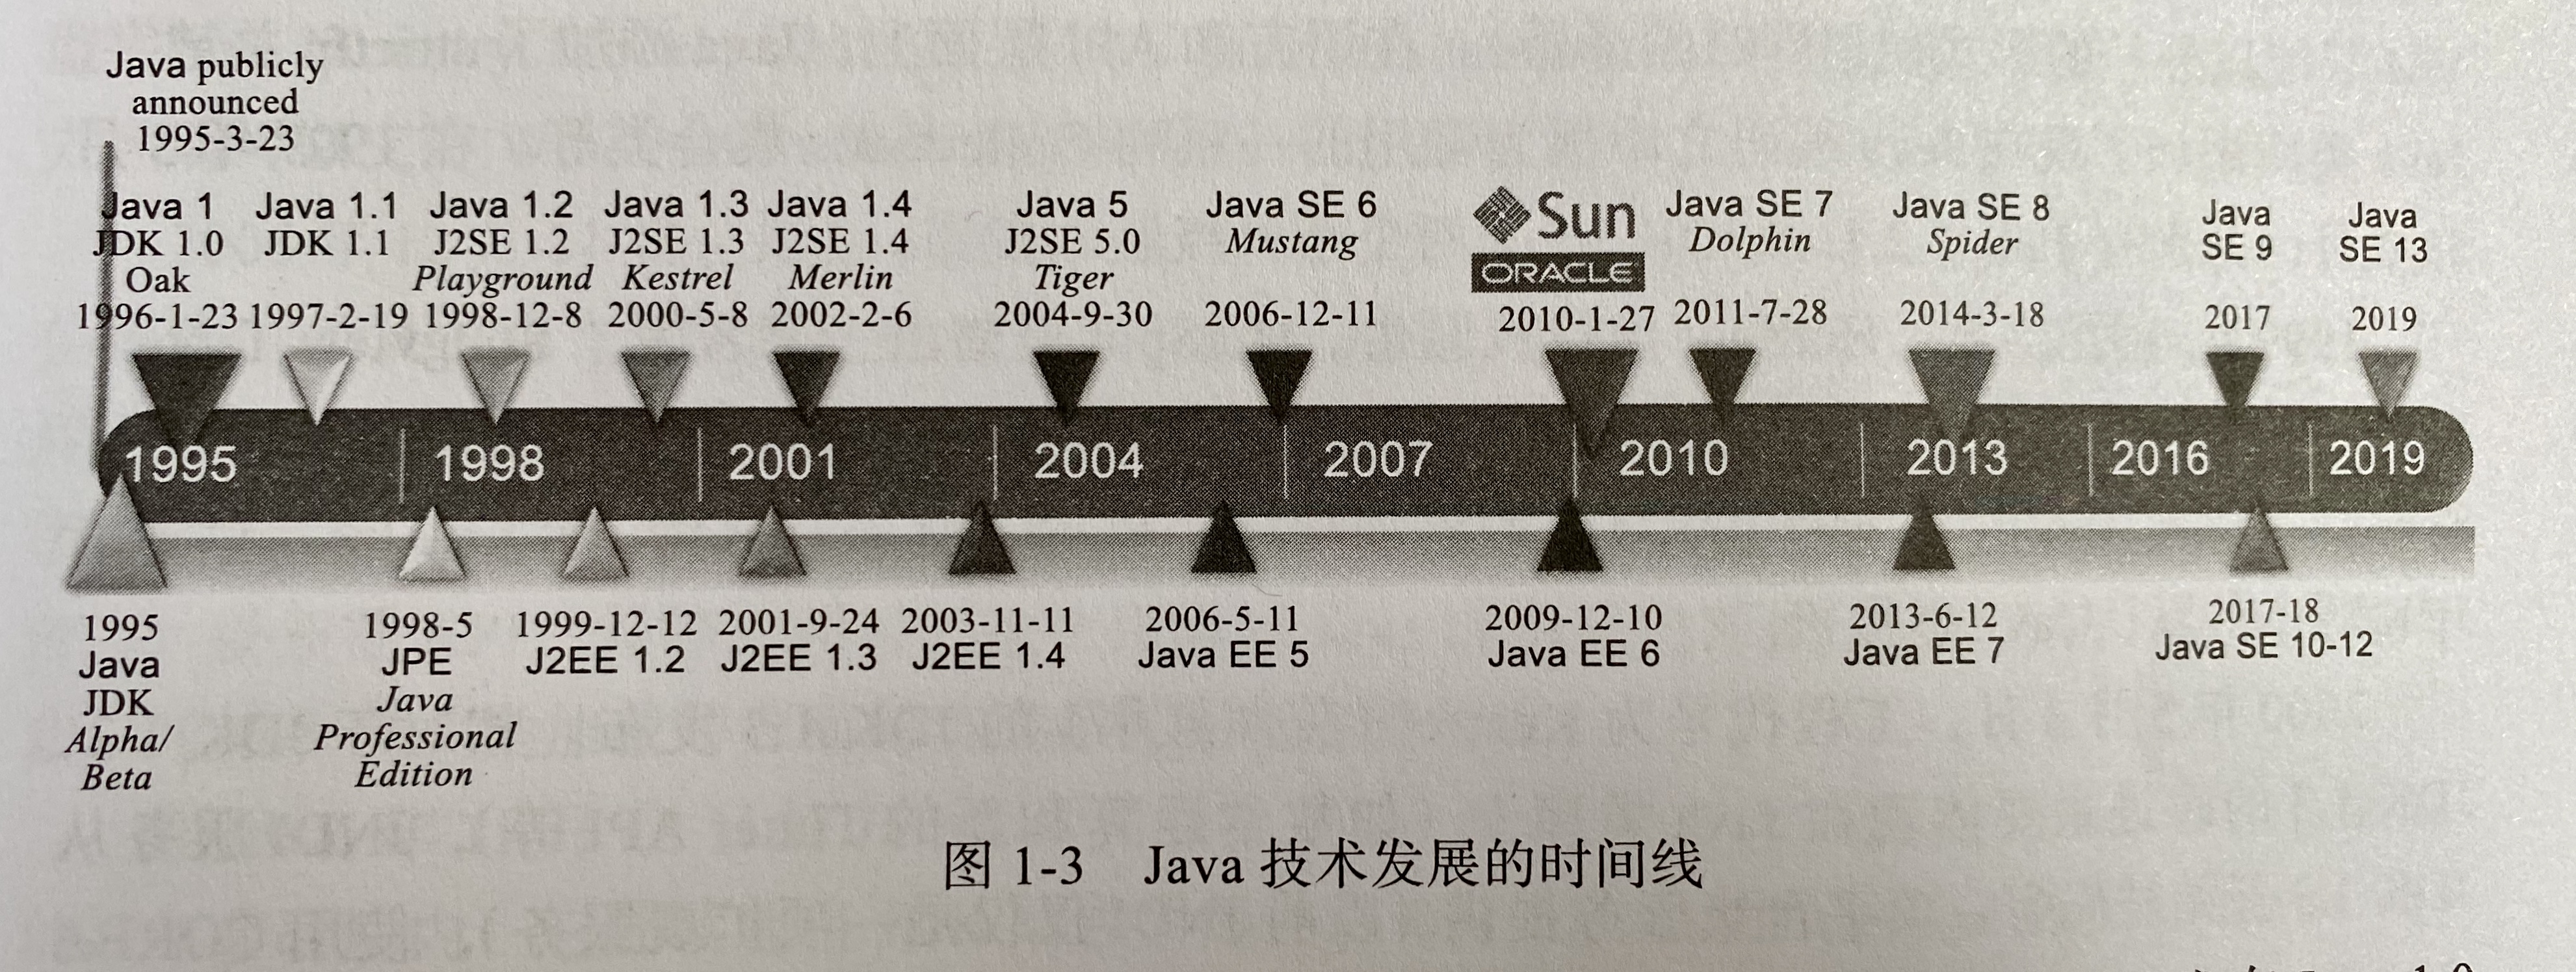 Java publicly
announced
1995-3-23
Java 1
JDK 1.0
Oak
1996-1-23
Java 1.1
JDK 1.1
1997-2-19
Java 1.2
J2SE 1.2
Playground
1998-12-8
Java 1.3
J2SE 1.3
Kestrel
2000-5-8
Java 1.4
J2SE 1.4
Merlin
2002-2-6
Java 5
J2SE 5.0
Tiger
2004-9-30
Java SE 6
Mustang
2006-12-11
Sun
ORACLE
2010-1-27
Java SE 7
Dolphin
2011-7-28
Java SE 8
Spider
2014-3-18
Java
SE 9
2017
Java
SE 13
2019
1995 1998 2001 2004 2007 2010 2013 2016 2019
1995
Java
JDK
Alpha/
Beta
1998-5
JPE
Java
Professional
Edition
1999-12-12
J2EE 1.2
2001-9-24
J2EE 1.3
2003-11-11
J2EE 1.4
2006-5-11
Java EE 5
2009-12-10
Java EE 6
2013-6-12
Java EE 7
2017-18
Java SE 10-12
图 1-3 Java 技术发展的时间线